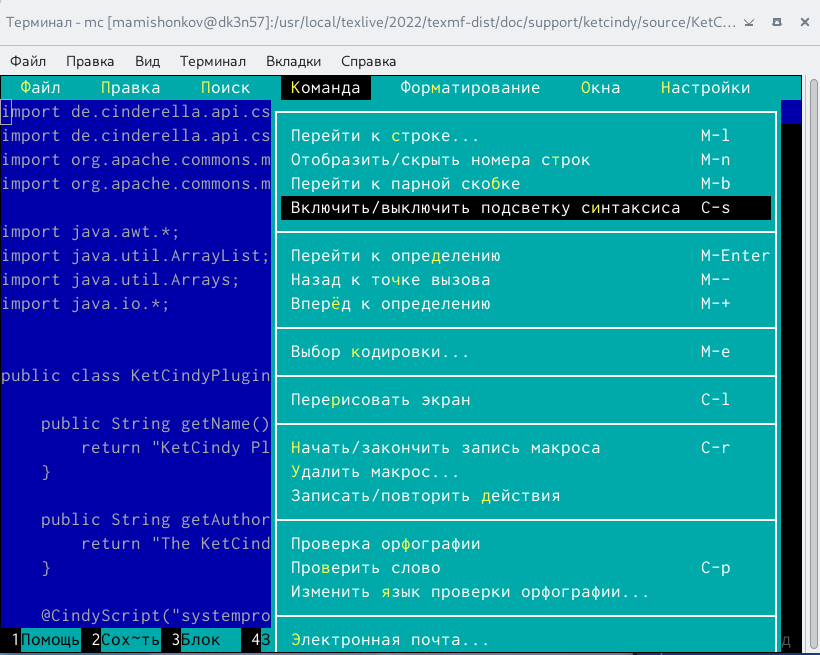 Терминал - mc [mamishonkov@dk3n57]:/usr/local/texlive/2022/texmf-dist/doc/support/ketcindy/source/KetC...
Файл Правка Вид Терминал Вкладки Справка
Файл Правка Поиск Команда Форматирование Окна Настройки
import de.cinderella.api.cs
import de.cinderella.api.cs Перейти к строке... M-l
import org.apache.commons.m Отобразить/скрыть номера строк M-n
import org.apache.commons.m Перейти к парной скобке M-b
Включить/выключить подсветку синтаксиса C-s
import java.awt.*;
import java.util.ArrayList; Перейти к определению M-Enter
import java.util.Arrays; Назад к точке вызова M--
import java.io.*; Вперёд к определению M-+
Выбор кодировки... M-e
public class KetCindyPlugin
Перерисовать экран C-l
public String getName()
return "KetCindy Pl Начать/закончить запись макроса C-r
} Удалить макрос...
Записать/повторить действия
public String getAuthor
return "The KetCind Проверка орфографии
} Проверить слово C-p
Изменить язык проверки орфографии...
@CindyScript("systempro
1Помощь 2Сох~ть 3Блок 4З Электронная почта... д